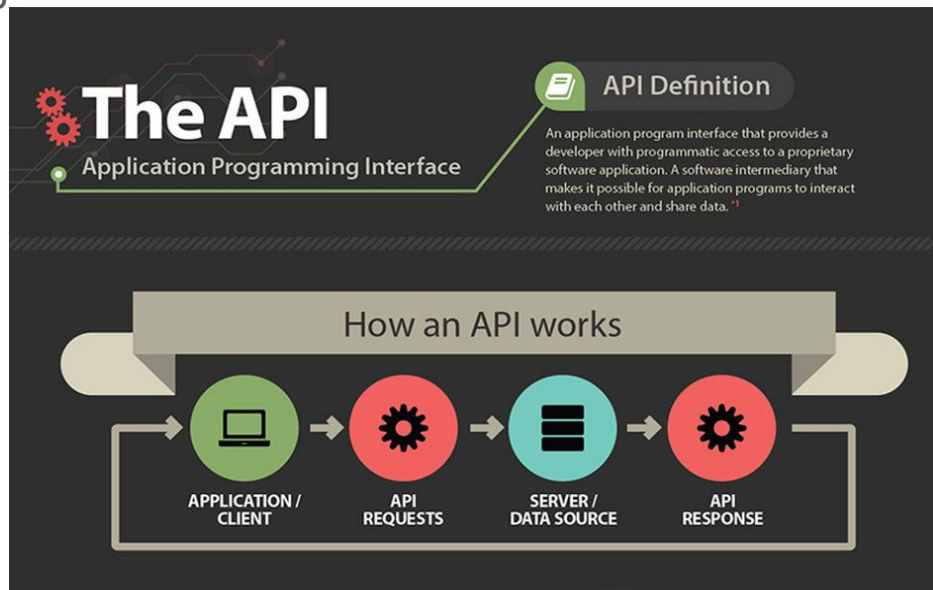 The API
Application Programming Interface
API Definition
An application program interface that provides a
developer with programmatic access to a proprietary
software application. A software intermediary that
makes it possible for application programs to interact
with each other and share data. *1
How an API works
APPLICATION /
CLIENT
API
REQUESTS
SERVER /
DATA SOURCE
API
RESPONSE